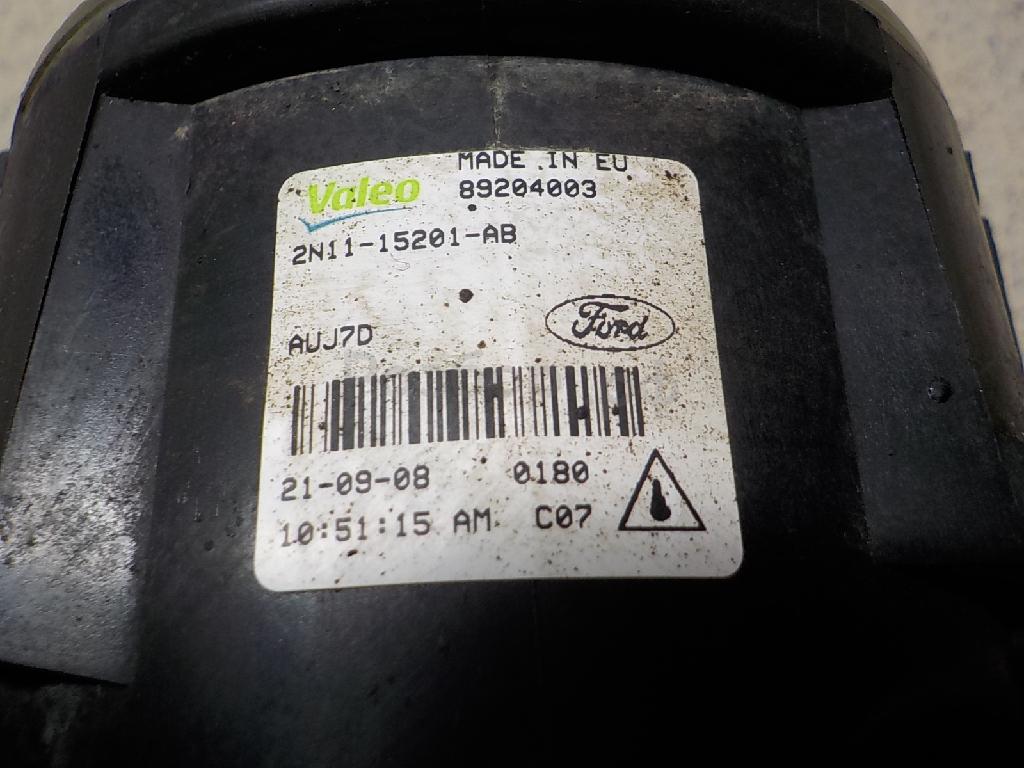 MADE IN EU
Valeo 89204003
2N11-15201-AB
AUJ7D
Ford
21-09-08 0180
10:51:15 AM C07